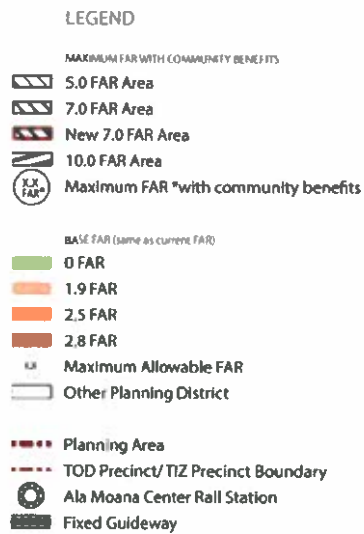 LEGEND
MAXIMUM FAR WITH COMMUNITY BENEFITS
5.0 FAR Area
7.0 FAR Area
New 7.0 FAR Area
10.0 FAR Area
X.X
FAR*
Maximum FAR *with community benefits
BASE FAR (same as current FAR)
0 FAR
1.9 FAR
2.5 FAR
2.8 FAR
Maximum Allowable FAR
Other Planning District
Planning Area
TOD Precinct/ TIZ Precinct Boundary
Ala Moana Center Rail Station
Fixed Guideway